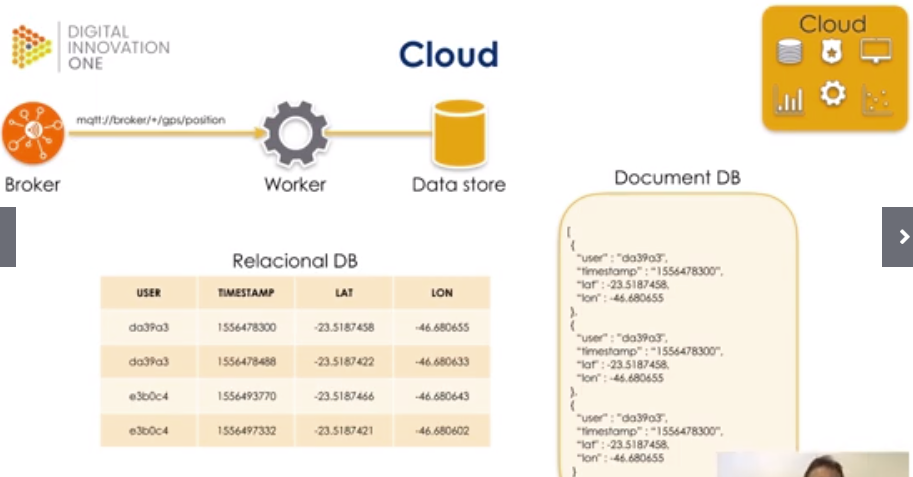 DIGITAL
INNOVATION
ONE
Cloud
Cloud
mqtt://broker/+/gps/position
Broker
Worker
Data store
Relacional DB
USER TIMESTAMP LAT LON
da39a3 1556478300 -23.5187458 -46.680655
da39a3 1556478488 -23.5187422 -46.680633
e3b0c4 1556493770 -23.5187466 -46.680643
e3b0c4 1556497332 -23.5187421 -46.680602
Document DB
[
{
"user" : "da39a3",
"timestamp" : "1556478300",
"lat" : -23.5187458,
"lon" : -46.680655
},
{
"user" : "da39a3",
"timestamp" : "1556478300",
"lat" : -23.5187458,
"lon" : -46.680655
},
{
"user" : "da39a3",
"timestamp" : "1556478300",
"lat" : -23.5187458,
"lon" : -46.680655
}